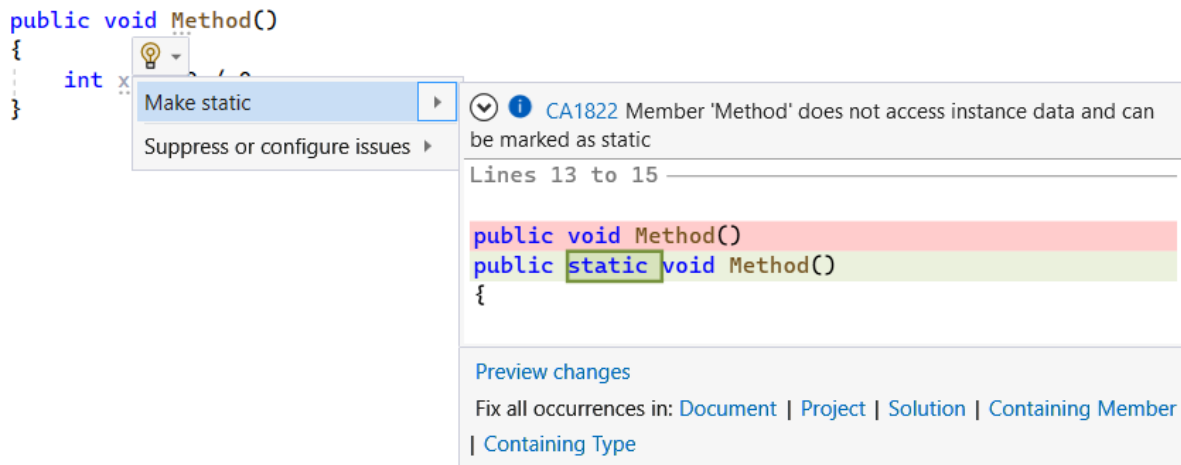 public void Method()
{
int x
}
Make static
Suppress or configure issues
CA1822 Member 'Method' does not access instance data and can
be marked as static
Lines 13 to 15
public void Method()
public static void Method()
{
Preview changes
Fix all occurrences in: Document | Project | Solution | Containing Member
| Containing Type